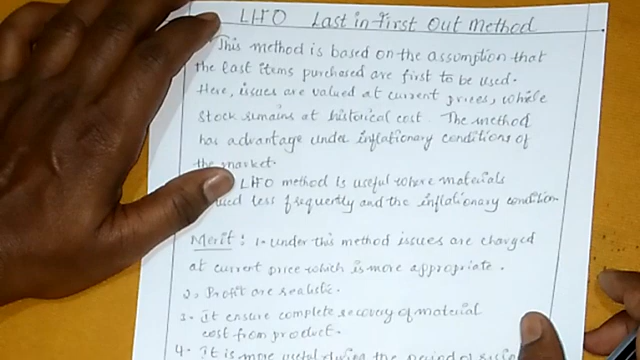 LIFO Last in first Out Method
This method is based on the assumption that
the last items purchased are first to be used.
Here, issues are valued at current prices, while
stock remains at historical cost. The method
has advantage under inflationary conditions of
the market.
LIFO method is useful where materials
used less frequently and the inflationary condition.
Merit: 1. under this method issues are charged
at current price which is more appropriate.
2, Profit are realistic.
3. It ensure complete recovery of material
cost from product.
4. It is more useful during the period of